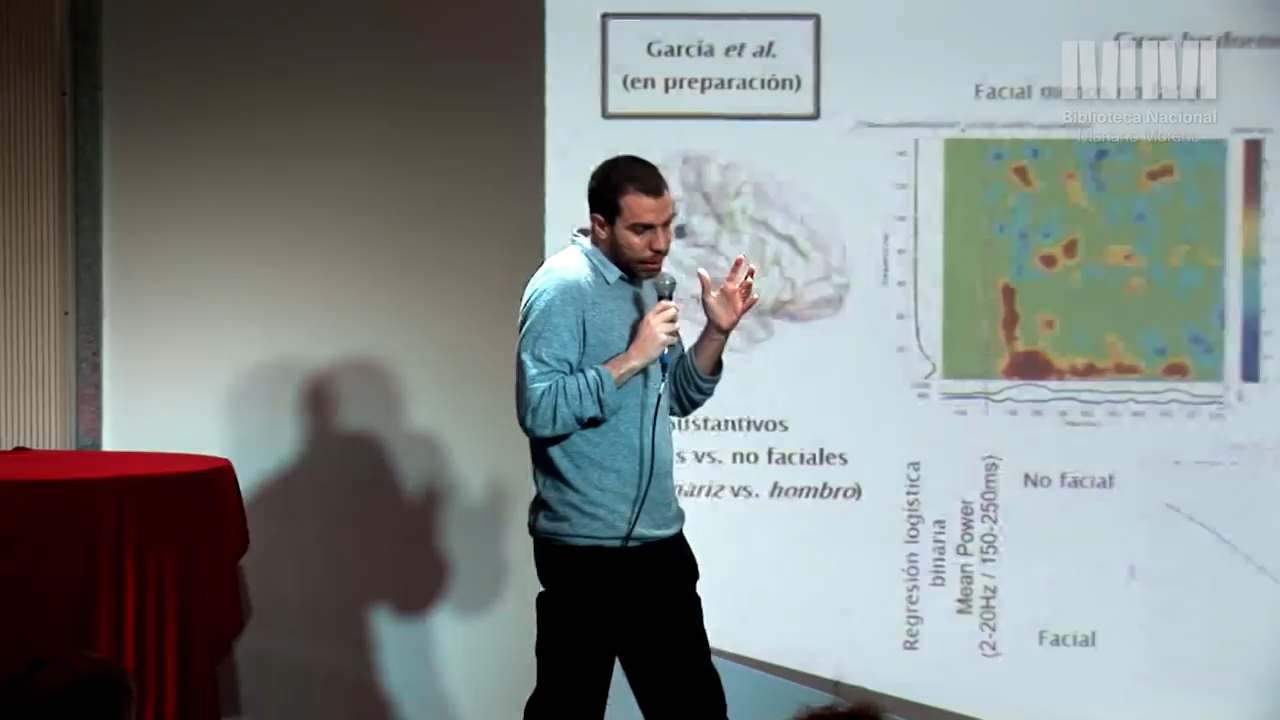 García et al.
(en preparación)
Facial
Biblioteca Nacional
Mariano Moreno
sustantivos
s vs. no faciales
nariz vs. hombro)
Regresión logística
binaria
Mean Power
(2-20Hz / 150-250ms)
No facial
Facial